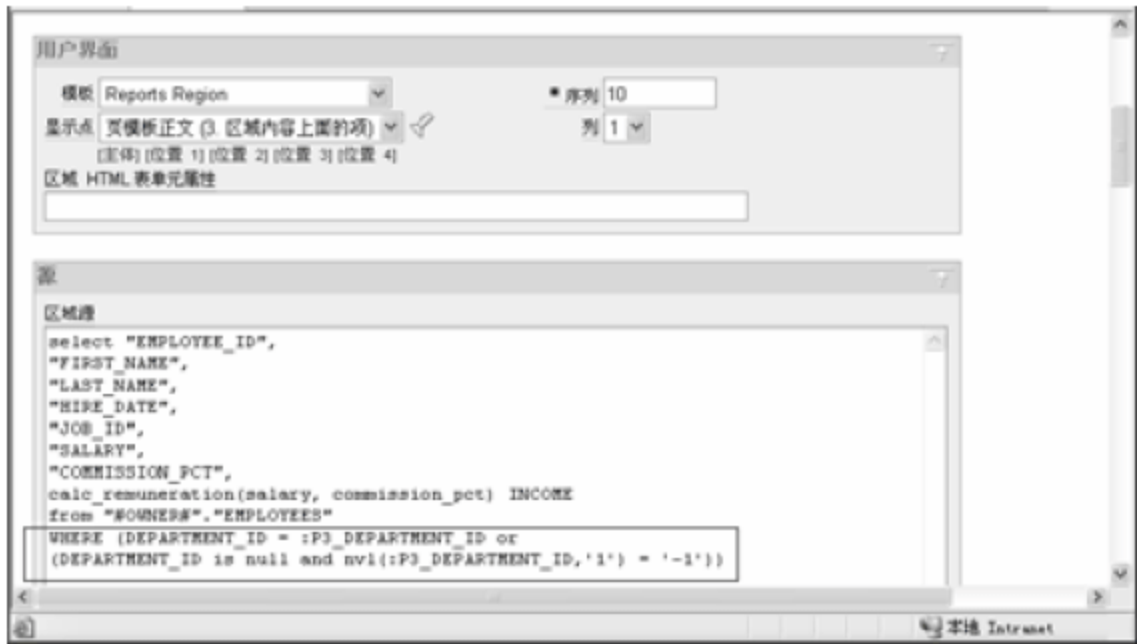 用户界面
模板 Reports Region
* 序列 10
显示点 页模板正文 (3. 区域内容上面的项)
列 1
[主体] [位置 1] [位置 2] [位置 3] [位置 4]
区域 HTML 表单元属性
源
区域源
select "EMPLOYEE_ID",
"FIRST_NAME",
"LAST_NAME",
"HIRE_DATE",
"JOB_ID",
"SALARY",
"COMMISSION_PCT",
calc_remuneration(salary, commission_pct) INCOME
from "#OWNER#"."EMPLOYEES"
WHERE (DEPARTMENT_ID = :P3_DEPARTMENT_ID or
(DEPARTMENT_ID is null and nvl(:P3_DEPARTMENT_ID,'1') = '-1'))
本地 Intranet